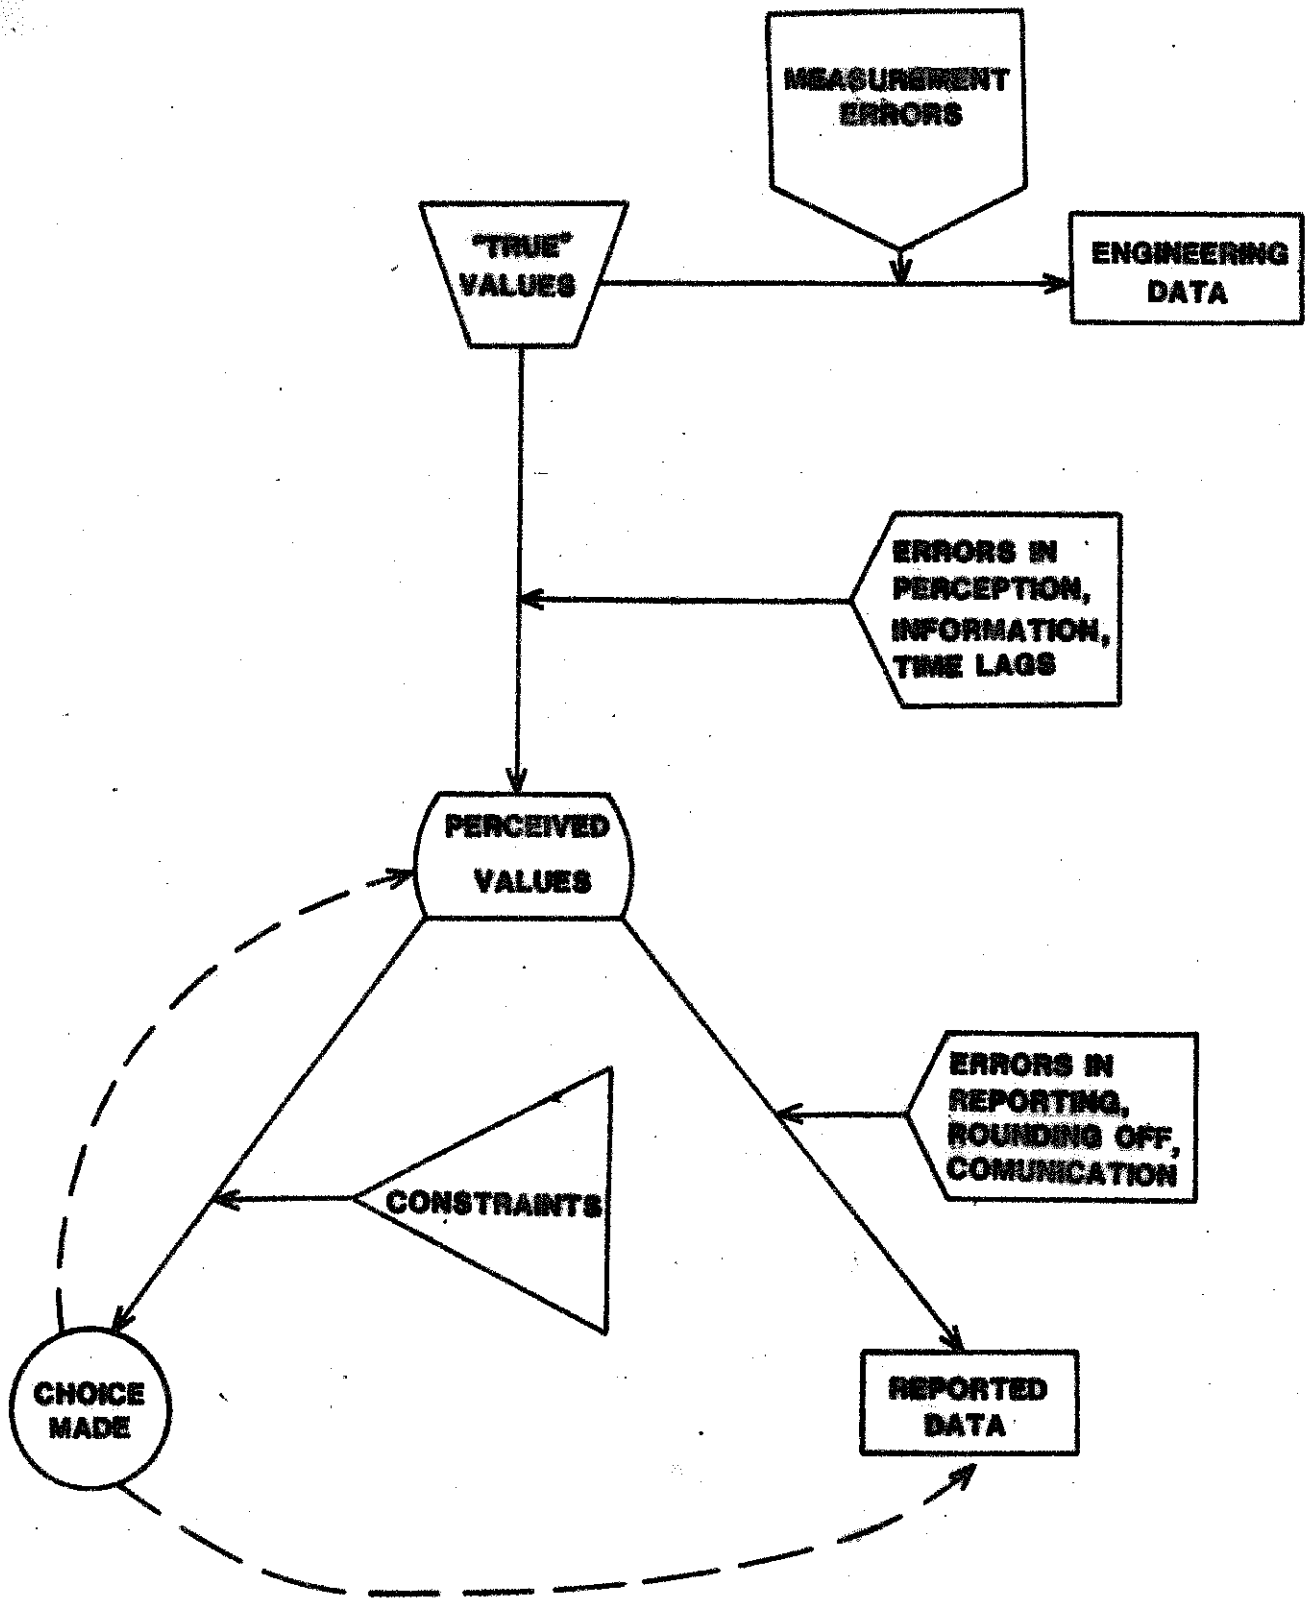 MEASUREMENT
ERRORS
"TRUE"
VALUES
ENGINEERING
DATA
ERRORS IN
PERCEPTION,
INFORMATION,
TIME LAGS
PERCEIVED
VALUES
ERRORS IN
REPORTING,
ROUNDING OFF,
COMUNICATION
CONSTRAINTS
CHOICE
MADE
REPORTED
DATA